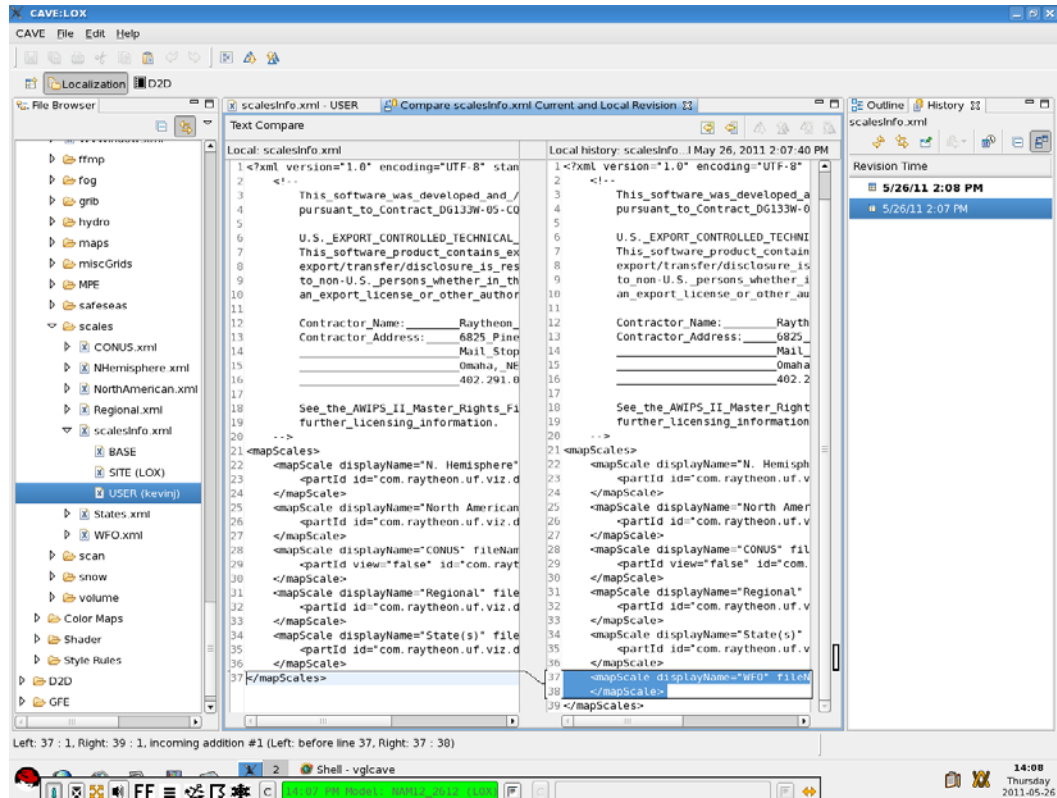 CAVE:LOX
CAVE File Edit Help
Localization D2D
File Browser
scalesInfo.xml - USER
Compare scalesInfo.xml Current and Local Revision
Outline
History
Text Compare
scalesInfo.xml
Revision Time
5/26/11 2:08 PM
5/26/11 2:07 PM
ffmp
fog
grib
hydro
maps
miscGrids
MPE
safeseas
scales
CONUS.xml
NHemisphere.xml
NorthAmerican.xml
Regional.xml
scalesInfo.xml
BASE
SITE (LOX)
USER (kevinj)
States.xml
WFO.xml
scan
snow
volume
Color Maps
Shader
Style Rules
D2D
GFE
Local: scalesInfo.xml
1 <?xml version="1.0" encoding="UTF-8" stan
2 <!--
3 This_software_was_developed_and_/
4 pursuant_to_Contract_DG133W-05-CQ
5
6 U.S._EXPORT_CONTROLLED_TECHNICAL_
7 This_software_product_contains_ex
8 export/transfer/disclosure_is_res
9 to_non-U.S._persons_whether_in_th
10 an_export_license_or_other_author
11
12 Contractor_Name:________Raytheon_
13 Contractor_Address:_____6825_Pine
14 ________________________Mail_Stop
15 ________________________Omaha,_NE
16 ________________________402.291.0
17
18 See_the_AWIPS_II_Master_Rights_Fi
19 further_licensing_information.
20 -->
21 <mapScales>
22 <mapScale displayName="N. Hemisphere"
23 <partId id="com.raytheon.uf.viz.d
24 </mapScale>
25 <mapScale displayName="North American
26 <partId id="com.raytheon.uf.viz.d
27 </mapScale>
28 <mapScale displayName="CONUS" fileNam
29 <partId view="false" id="com.rayt
30 </mapScale>
31 <mapScale displayName="Regional" file
32 <partId id="com.raytheon.uf.viz.d
33 </mapScale>
34 <mapScale displayName="State(s)" file
35 <partId id="com.raytheon.uf.viz.d
36 </mapScale>
37 </mapScales>
Local history: scalesInfo...l May 26, 2011 2:07:40 PM
1 <?xml version="1.0" encoding="UTF-8"
2 <!--
3 This_software_was_developed_a
4 pursuant_to_Contract_DG133W-0
5
6 U.S._EXPORT_CONTROLLED_TECHNI
7 This_software_product_contain
8 export/transfer/disclosure_is
9 to_non-U.S._persons_whether_i
10 an_export_license_or_other_au
11
12 Contractor_Name:________Rayth
13 Contractor_Address:_____6825_
14 ________________________Mail_
15 ________________________Omaha
16 ________________________402.2
17
18 See_the_AWIPS_II_Master_Right
19 further_licensing_information
20 -->
21 <mapScales>
22 <mapScale displayName="N. Hemisph
23 <partId id="com.raytheon.uf.v
24 </mapScale>
25 <mapScale displayName="North Amer
26 <partId id="com.raytheon.uf.v
27 </mapScale>
28 <mapScale displayName="CONUS" fil
29 <partId view="false" id="com.
30 </mapScale>
31 <mapScale displayName="Regional"
32 <partId id="com.raytheon.uf.v
33 </mapScale>
34 <mapScale displayName="State(s)"
35 <partId id="com.raytheon.uf.v
36 </mapScale>
37 <mapScale displayName="WFO" fileN
38 </mapScale>
39 </mapScales>
Left: 37 : 1, Right: 39 : 1, incoming addition #1 (Left: before line 37, Right: 37 : 38)
2
Shell - vglcave
FF
C
14:07 PM Model: NAM12_2612 (LOX)
F
C
F
14:08
Thursday
2011-05-26